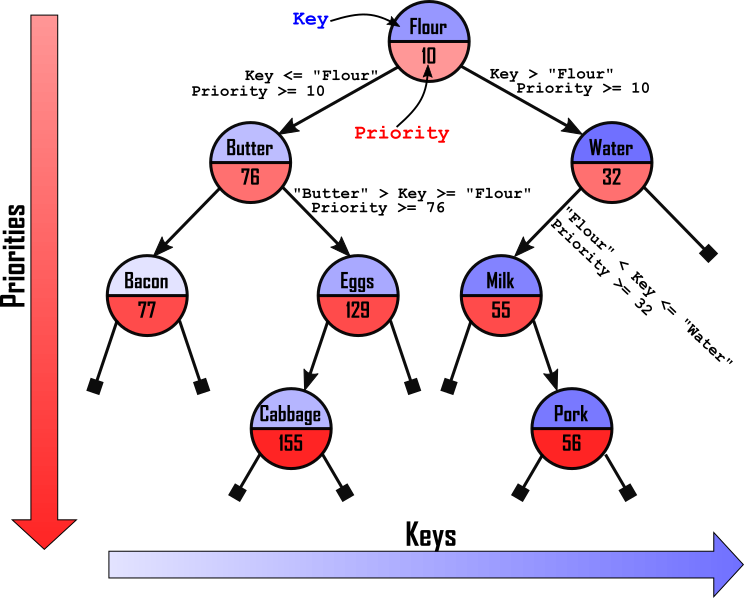 Key
Flour
10
Key <= "Flour"
Priority >= 10
Key > "Flour"
Priority >= 10
Priority
Butter
76
Water
32
"Butter" > Key >= "Flour"
Priority >= 76
"Flour" < Key <= "Water"
Priority >= 32
Priorities
Bacon
77
Eggs
129
Milk
55
Cabbage
155
Pork
56
Keys